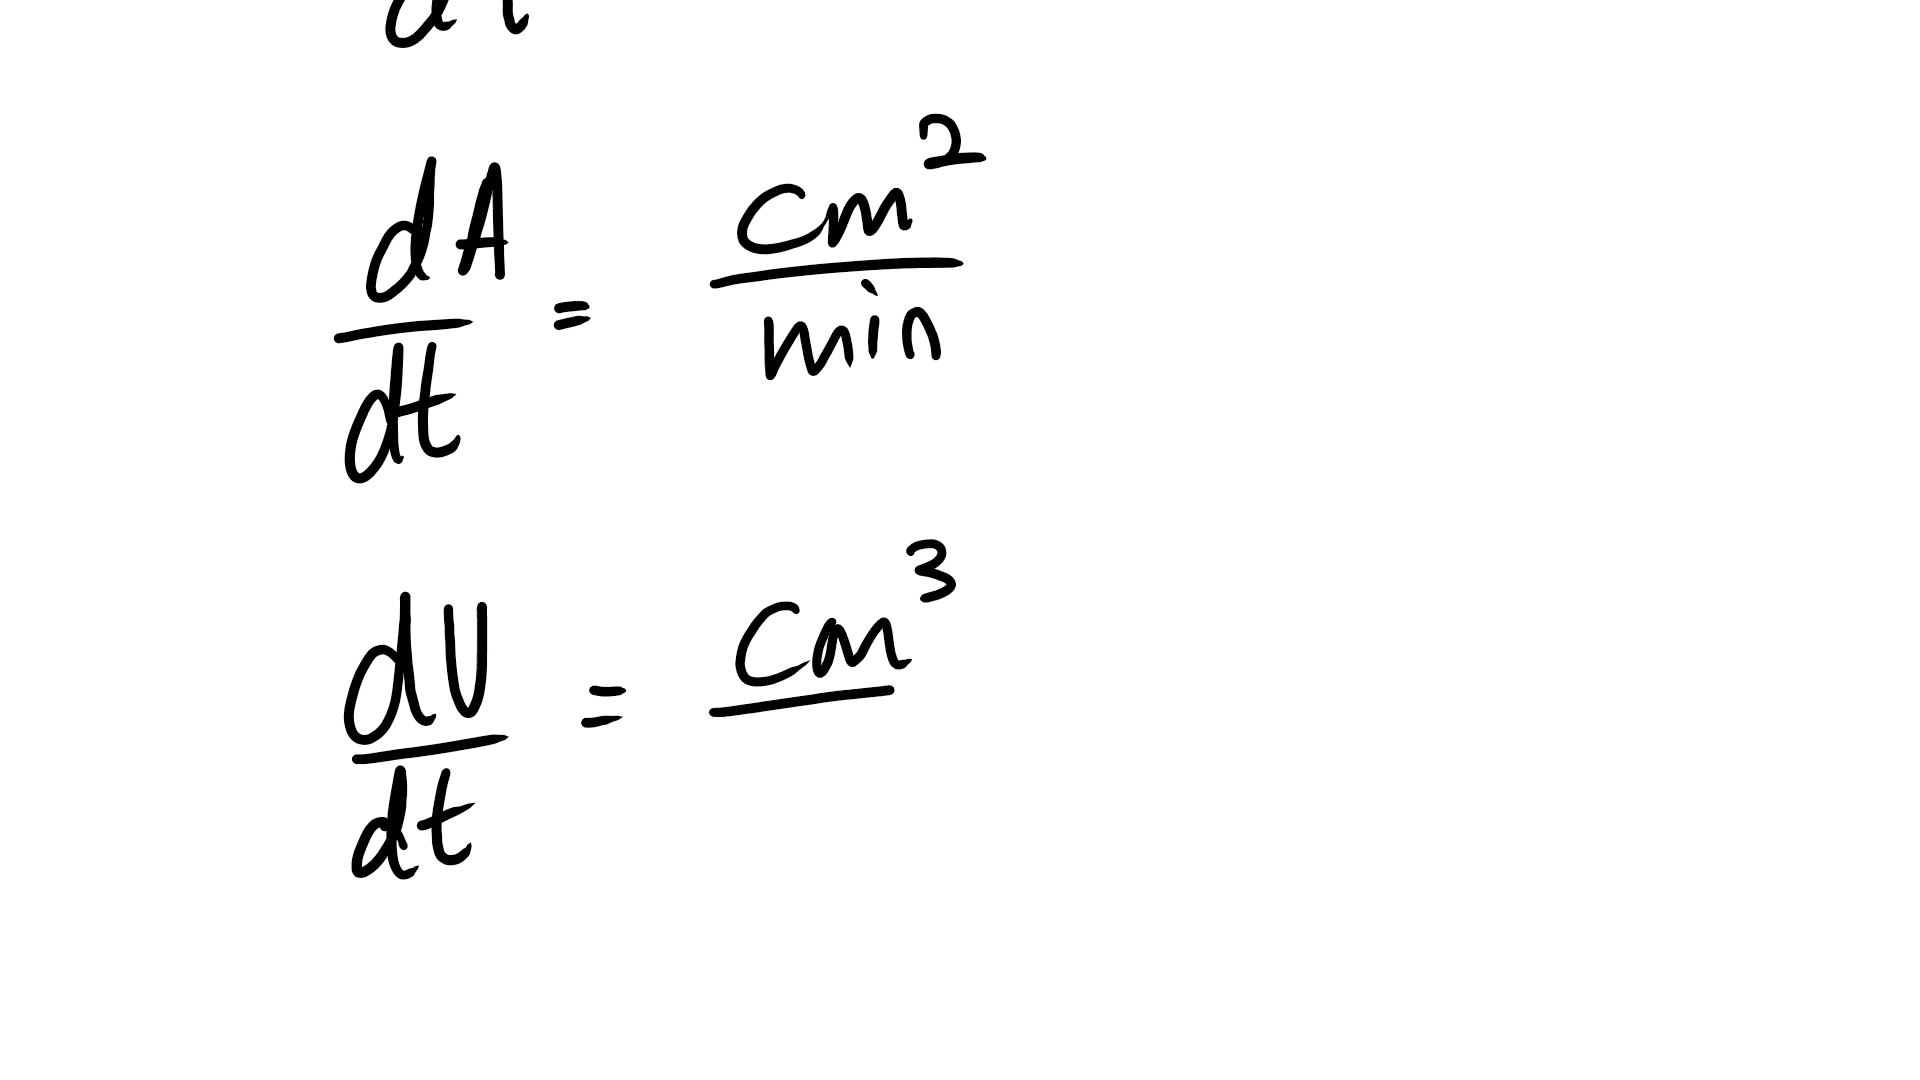 dA/dt = cm²/min
dV/dt = cm³/